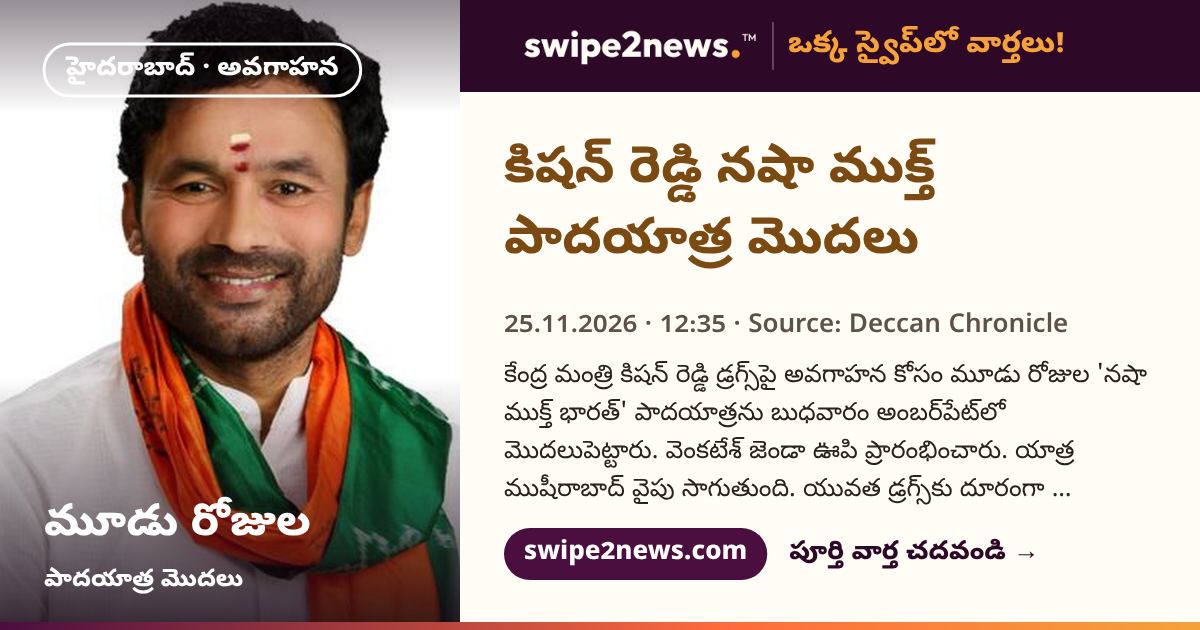 హైదరాబాద్ · అవగాహన
మూడు రోజుల
పాదయాత్ర మొదలు
swipe2news.™ ఒక్క స్వైప్‌లో వార్తలు!
కిషన్ రెడ్డి నషా ముక్త్
పాదయాత్ర మొదలు
25.11.2026 · 12:35 · Source: Deccan Chronicle
కేంద్ర మంత్రి కిషన్ రెడ్డి డ్రగ్స్‌పై అవగాహన కోసం మూడు రోజుల 'నషా
ముక్త్ భారత్' పాదయాత్రను బుధవారం అంబర్‌పేట్‌లో
మొదలుపెట్టారు. వెంకటేశ్ జెండా ఊపి ప్రారంభించారు. యాత్ర
ముషీరాబాద్ వైపు సాగుతుంది. యువత డ్రగ్స్‌కు దూరంగా ...
swipe2news.com పూర్తి వార్త చదవండి →